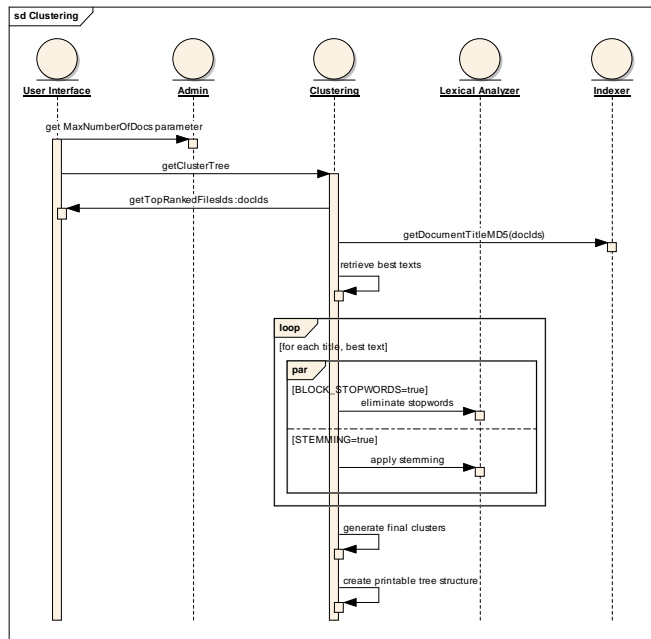 sd Clustering
User Interface
Admin
Clustering
Lexical Analyzer
Indexer
get MaxNumberOfDocs parameter
getClusterTree
getTopRankedFilesIds :docIds
getDocumentTitleMD5(docIds)
retrieve best texts
loop
[for each title, best text]
par
[BLOCK_STOPWORDS=true]
eliminate stopwords
[STEMMING=true]
apply stemming
generate final clusters
create printable tree structure